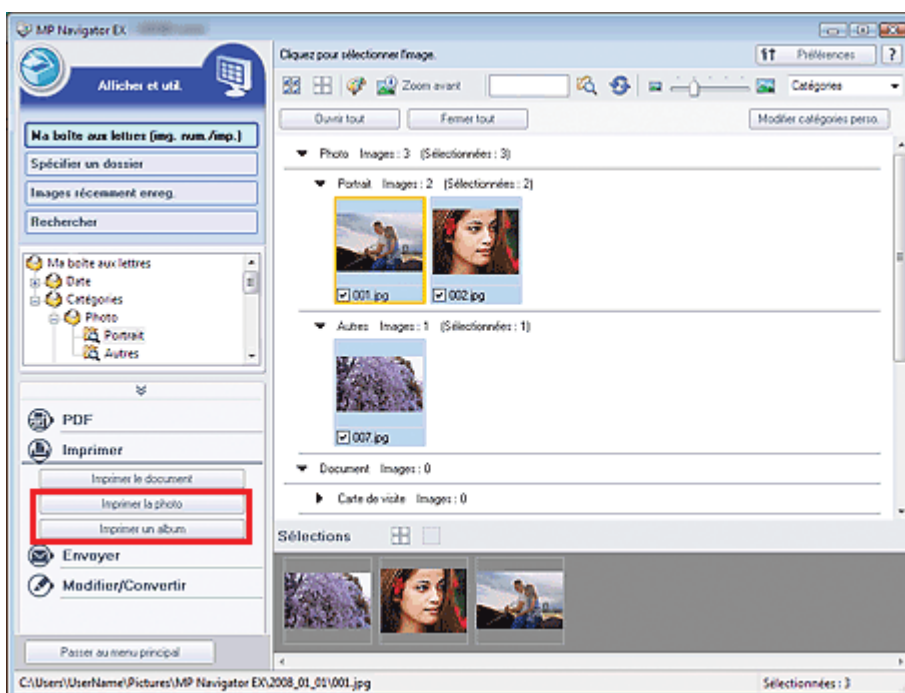 MP Navigator EX
Cliquez pour sélectionner l'image.
Préférences
?
Afficher et util.
Zoom avant
Catégories
Ouvrir tout
Fermer tout
Modifier catégories perso.
Ma boîte aux lettres (img. num./imp.)
Spécifier un dossier
Images récemment enreg.
Rechercher
Ma boîte aux lettres
Date
Catégories
Photo
Portrait
Autres
PDF
Imprimer
Imprimer le document
Imprimer la photo
Imprimer un album
Envoyer
Modifier/Convertir
Passer au menu principal
Photo Images : 3 (Sélectionnées : 3)
Portrait Images : 2 (Sélectionnées : 2)
001.jpg
002.jpg
Autres Images : 1 (Sélectionnées : 1)
007.jpg
Document Images : 0
Carte de visite Images : 0
Sélections
C:\Users\UserName\Pictures\MP Navigator EX\2008_01_01\001.jpg
Sélectionnées : 3